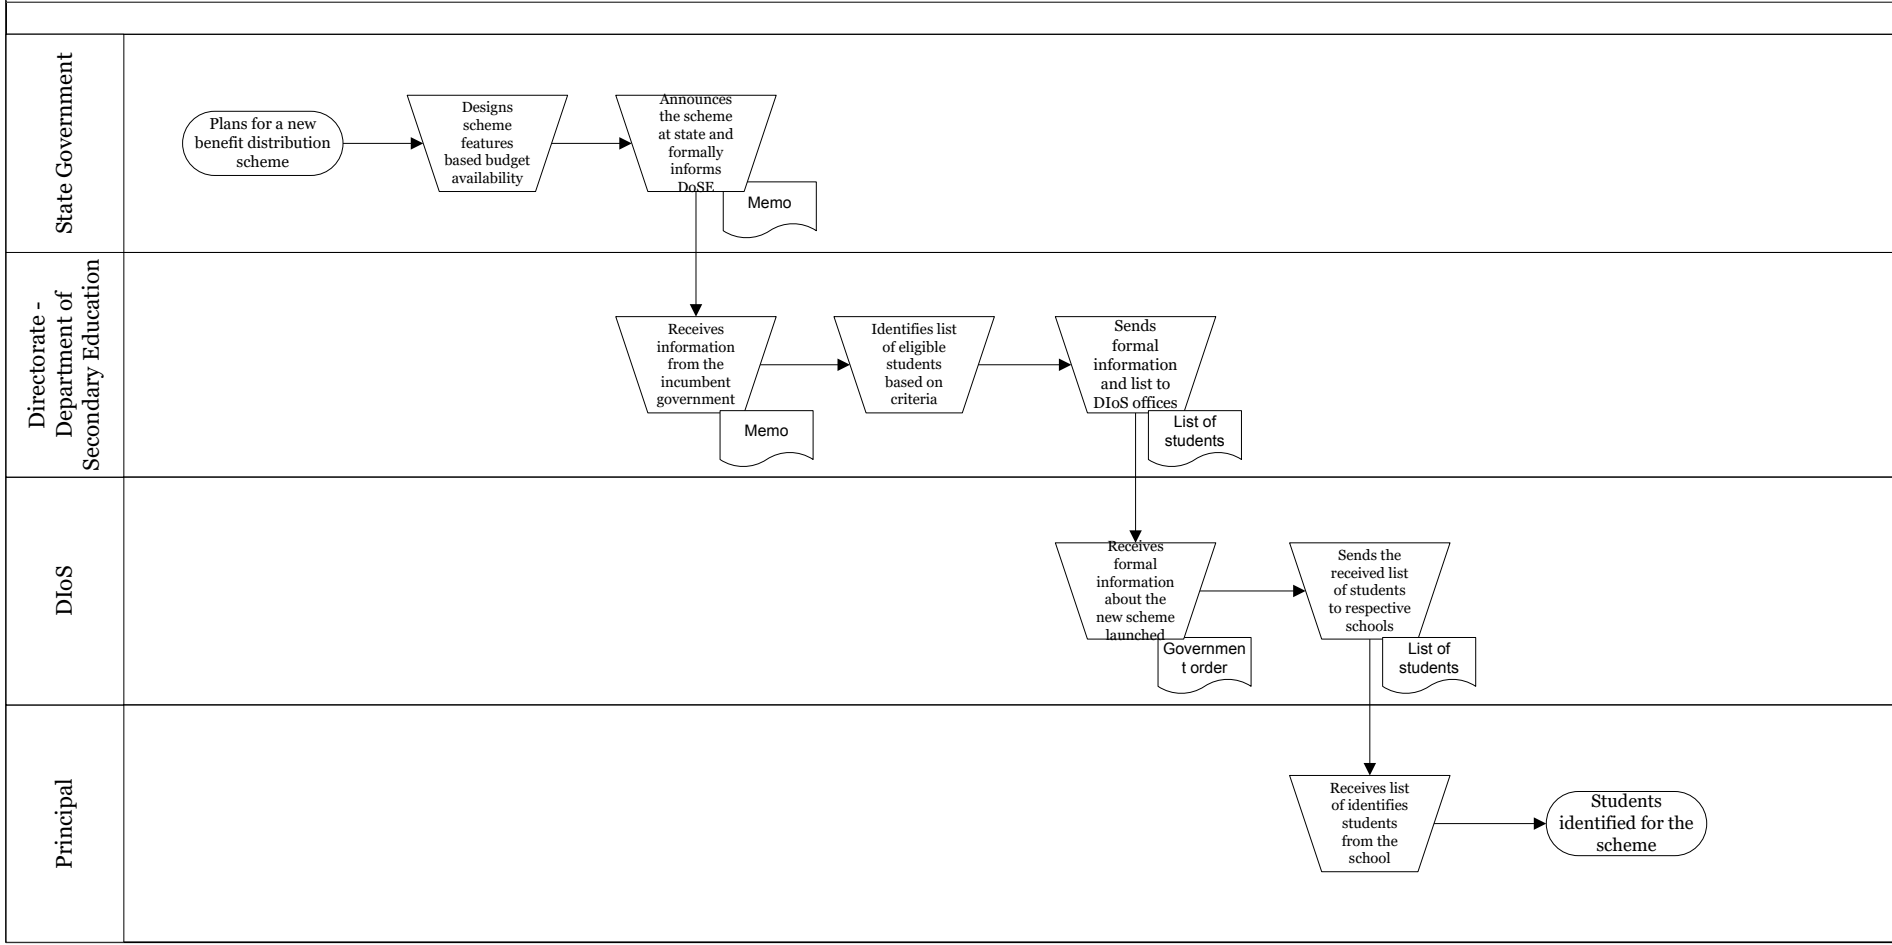 State Government
Plans for a new
benefit distribution
scheme
Designs
scheme
features
based budget
availability
Announces
the scheme
at state and
formally
informs
DoSE
Memo
Directorate -
Department of
Secondary Education
Receives
information
from the
incumbent
government
Memo
Identifies list
of eligible
students
based on
criteria
Sends
formal
information
and list to
DIoS offices
List of
students
DIoS
Receives
formal
information
about the
new scheme
launched
Governmen
t order
Sends the
received list
of students
to respective
schools
List of
students
Principal
Receives list
of identifies
students
from the
school
Students
identified for the
scheme